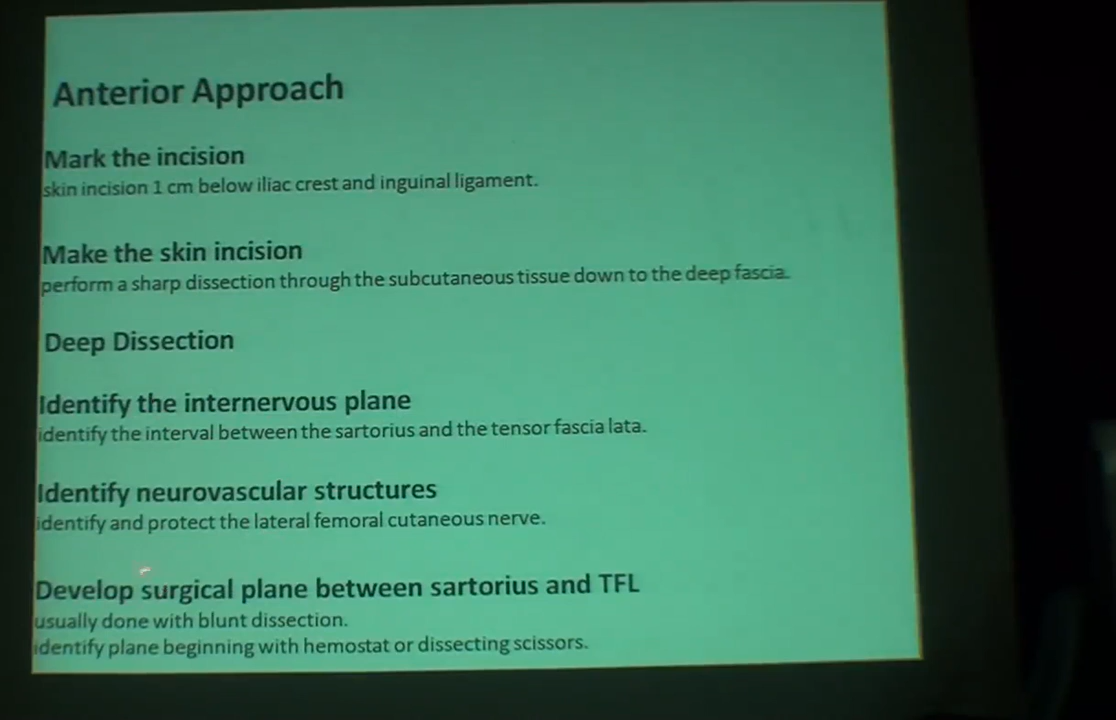 Anterior Approach
Mark the incision
skin incision 1 cm below iliac crest and inguinal ligament.
Make the skin incision
perform a sharp dissection through the subcutaneous tissue down to the deep fascia.
Deep Dissection
Identify the internervous plane
identify the interval between the sartorius and the tensor fascia lata.
Identify neurovascular structures
identify and protect the lateral femoral cutaneous nerve.
Develop surgical plane between sartorius and TFL
usually done with blunt dissection.
identify plane beginning with hemostat or dissecting scissors.